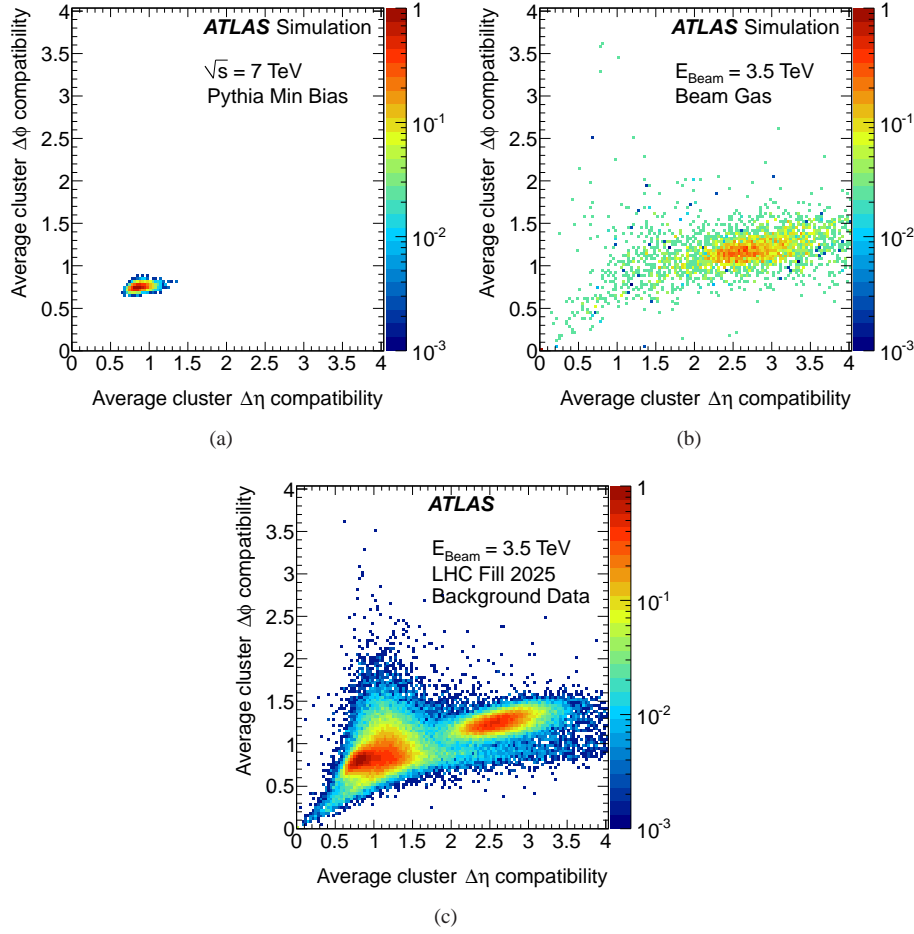 ATLAS Simulation
√s = 7 TeV
Pythia Min Bias
Average cluster Δϕ compatibility
4
3.5
3
2.5
2
1.5
1
0.5
0
0 0.5 1 1.5 2 2.5 3 3.5 4
Average cluster Δη compatibility
1
10⁻¹
10⁻²
10⁻³
(a)
ATLAS Simulation
E_Beam = 3.5 TeV
Beam Gas
Average cluster Δϕ compatibility
4
3.5
3
2.5
2
1.5
1
0.5
0
0 0.5 1 1.5 2 2.5 3 3.5 4
Average cluster Δη compatibility
1
10⁻¹
10⁻²
10⁻³
(b)
ATLAS
E_Beam = 3.5 TeV
LHC Fill 2025
Background Data
Average cluster Δϕ compatibility
4
3.5
3
2.5
2
1.5
1
0.5
0
0 0.5 1 1.5 2 2.5 3 3.5 4
Average cluster Δη compatibility
1
10⁻¹
10⁻²
10⁻³
(c)